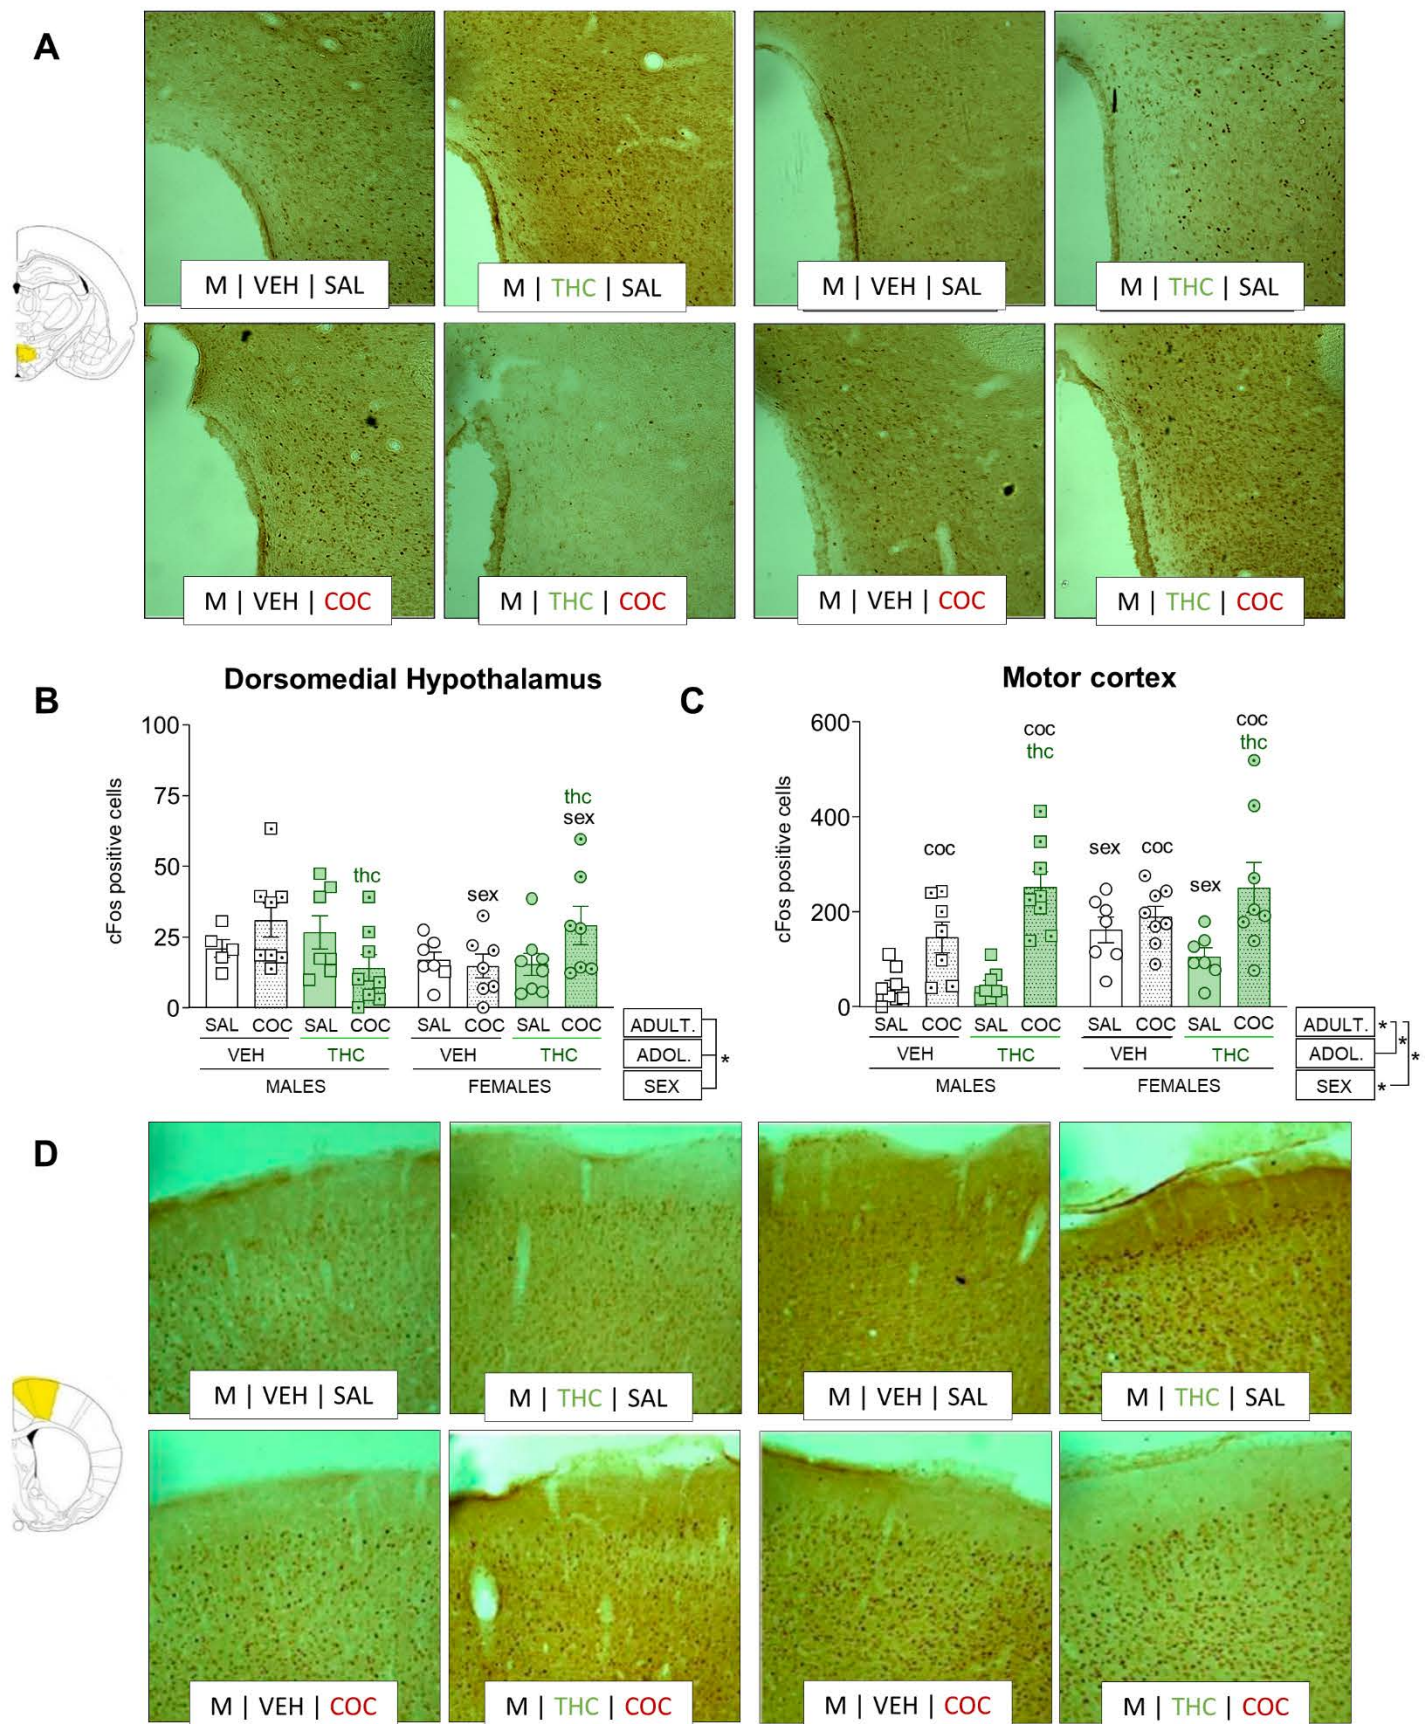 A
M | VEH | SAL
M | THC | SAL
M | VEH | SAL
M | THC | SAL
M | VEH | COC
M | THC | COC
M | VEH | COC
M | THC | COC
B
Dorsomedial Hypothalamus
cFos positive cells
100
75
50
25
0
thc
sex
thc
sex
SAL COC SAL COC SAL COC SAL COC
VEH THC VEH THC
MALES FEMALES
ADULT.
ADOL.
SEX
*
C
Motor cortex
cFos positive cells
600
400
200
0
coc
coc
thc
sex
coc
sex
coc
thc
SAL COC SAL COC SAL COC SAL COC
VEH THC VEH THC
MALES FEMALES
ADULT. *
ADOL.
SEX *
*
*
D
M | VEH | SAL
M | THC | SAL
M | VEH | SAL
M | THC | SAL
M | VEH | COC
M | THC | COC
M | VEH | COC
M | THC | COC